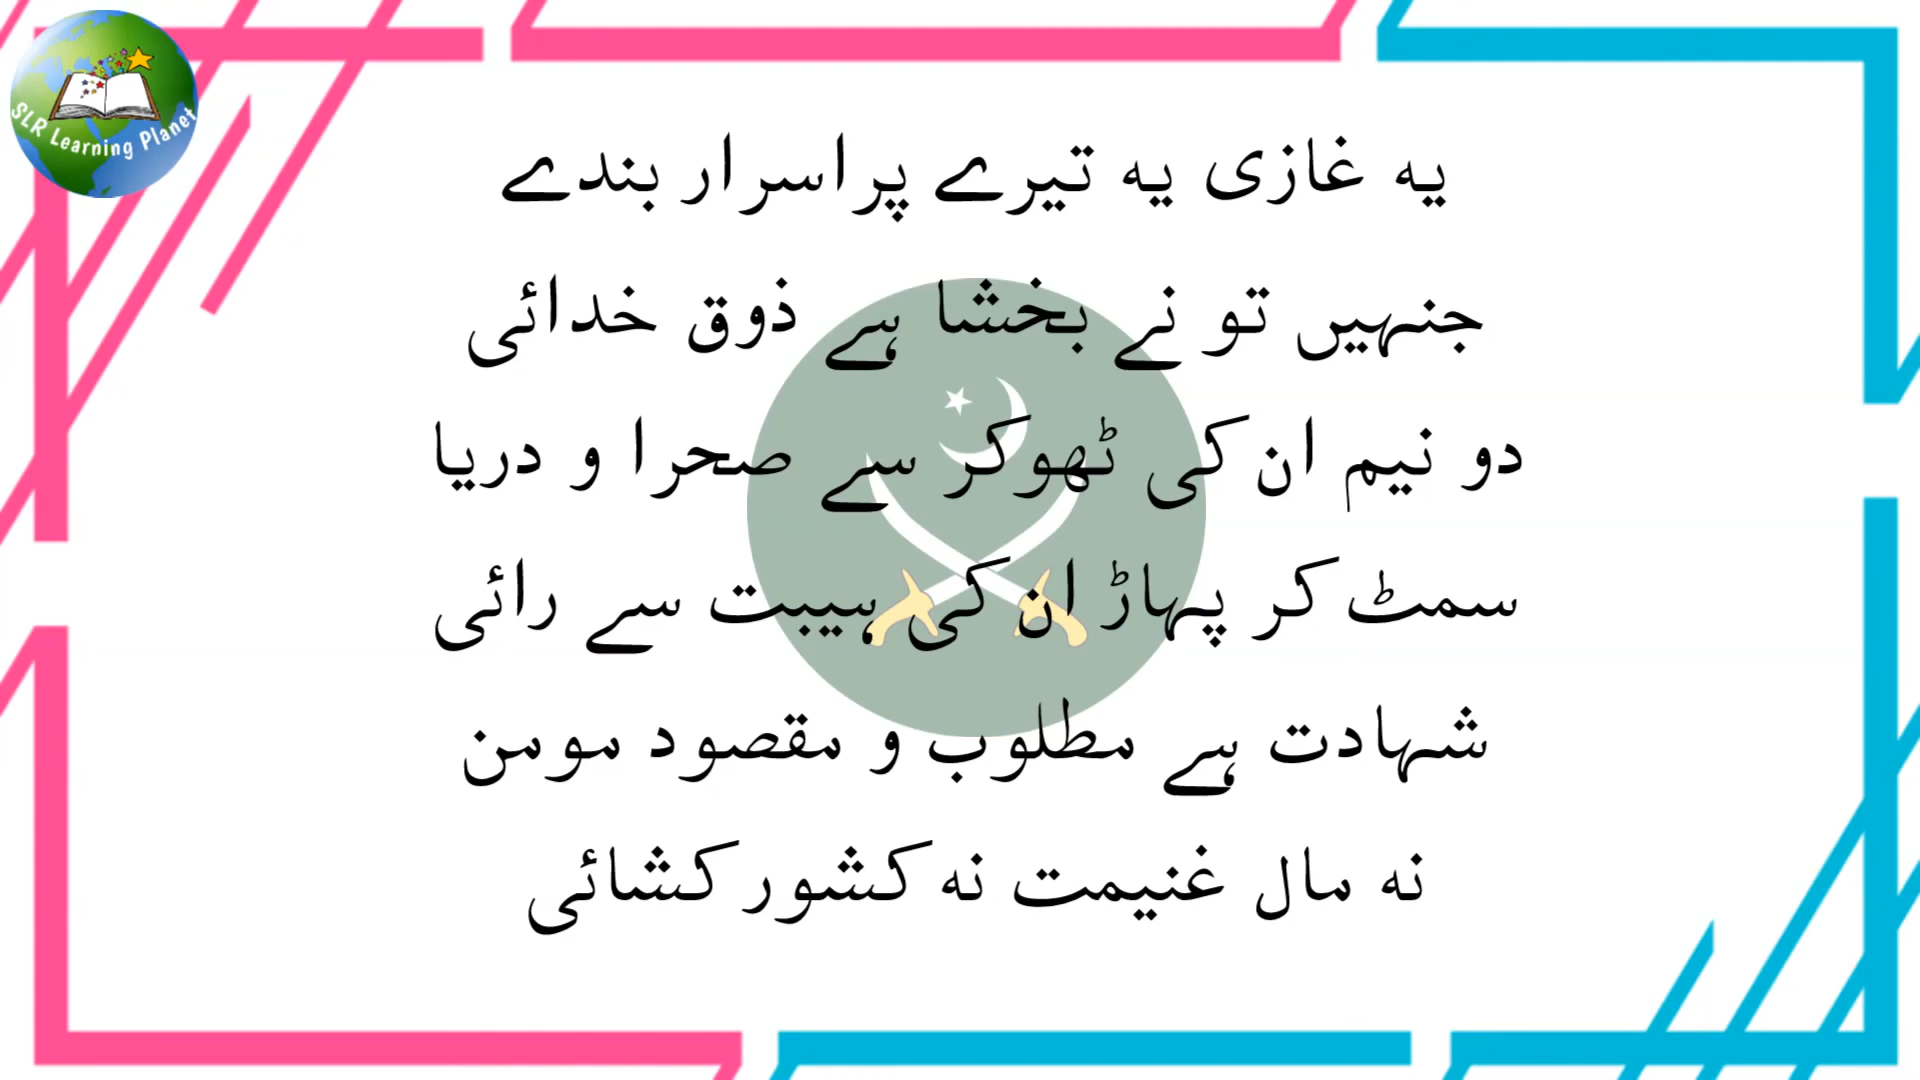 SLR Learning Planet
یہ غازی یہ تیرے پراسرار بندے
جنہیں تو نے بخشا ہے ذوق خدائی
دو نیم ان کی ٹھوکر سے صحرا و دریا
سمٹ کر پہاڑ ان کی ہیبت سے رائی
شہادت ہے مطلوب و مقصود مومن
نہ مال غنیمت نہ کشور کشائی